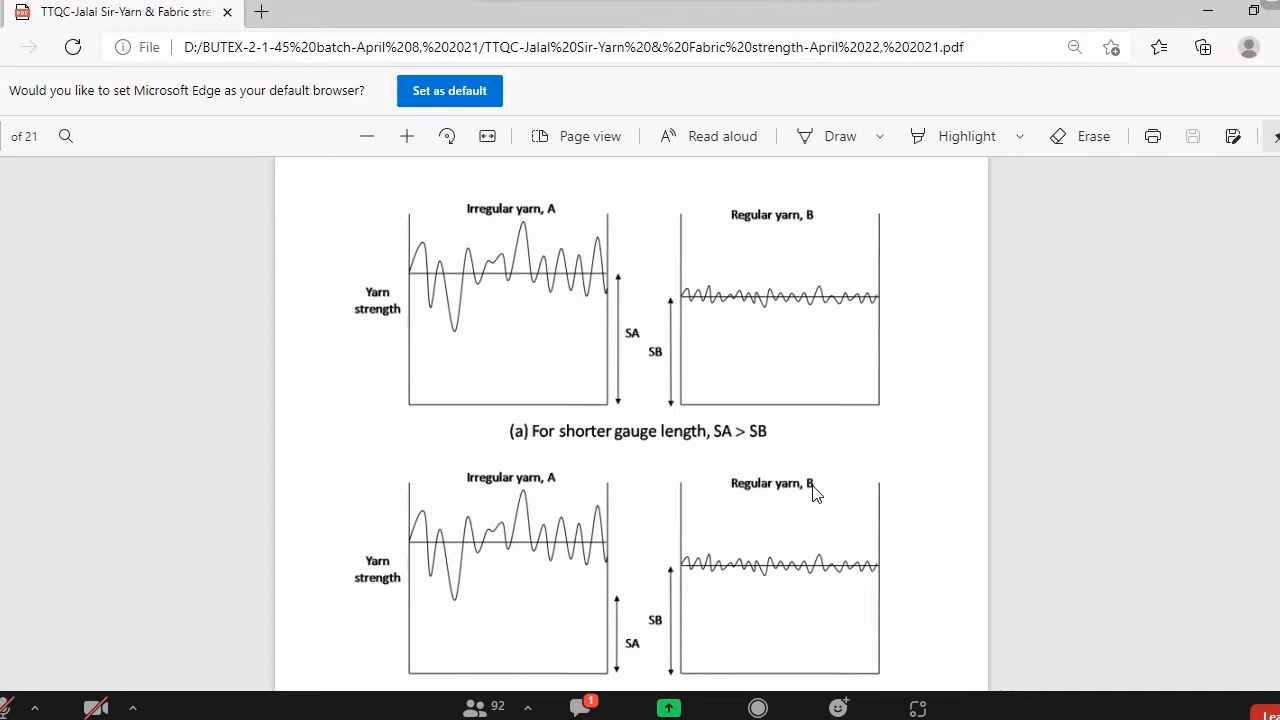 TTQC-Jalal Sir-Yarn & Fabric stre
File D:/BUTEX-2-1-45%20batch-April%208,%202021/TTQC-Jalal%20Sir-Yarn%20&%20Fabric%20strength-April%2022,%202021.pdf
Would you like to set Microsoft Edge as your default browser? Set as default
of 21 Page view Read aloud Draw Highlight Erase
Irregular yarn, A Regular yarn, B
Yarn
strength
SA
SB
(a) For shorter gauge length, SA > SB
Irregular yarn, A Regular yarn, B
Yarn
strength
SB
SA
92 1